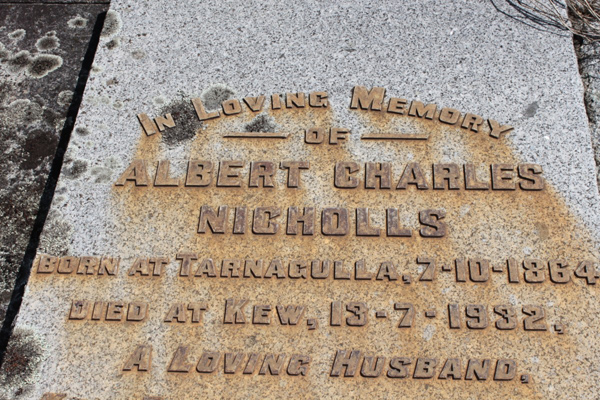 In Loving Memory
of
Albert Charles
Nicholls
Born at Tarnagulla, 7-10-1864
Died at Kew, 13-7-1932.
A Loving Husband.